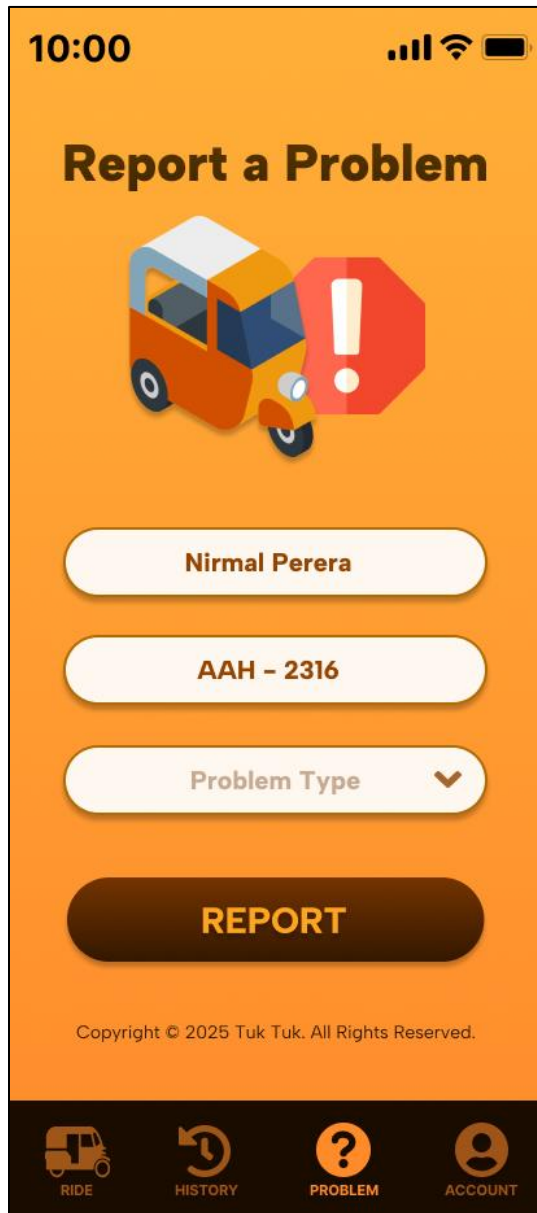 10:00
Report a Problem
Nirmal Perera
AAH - 2316
Problem Type
REPORT
Copyright © 2025 Tuk Tuk. All Rights Reserved.
RIDE HISTORY PROBLEM ACCOUNT